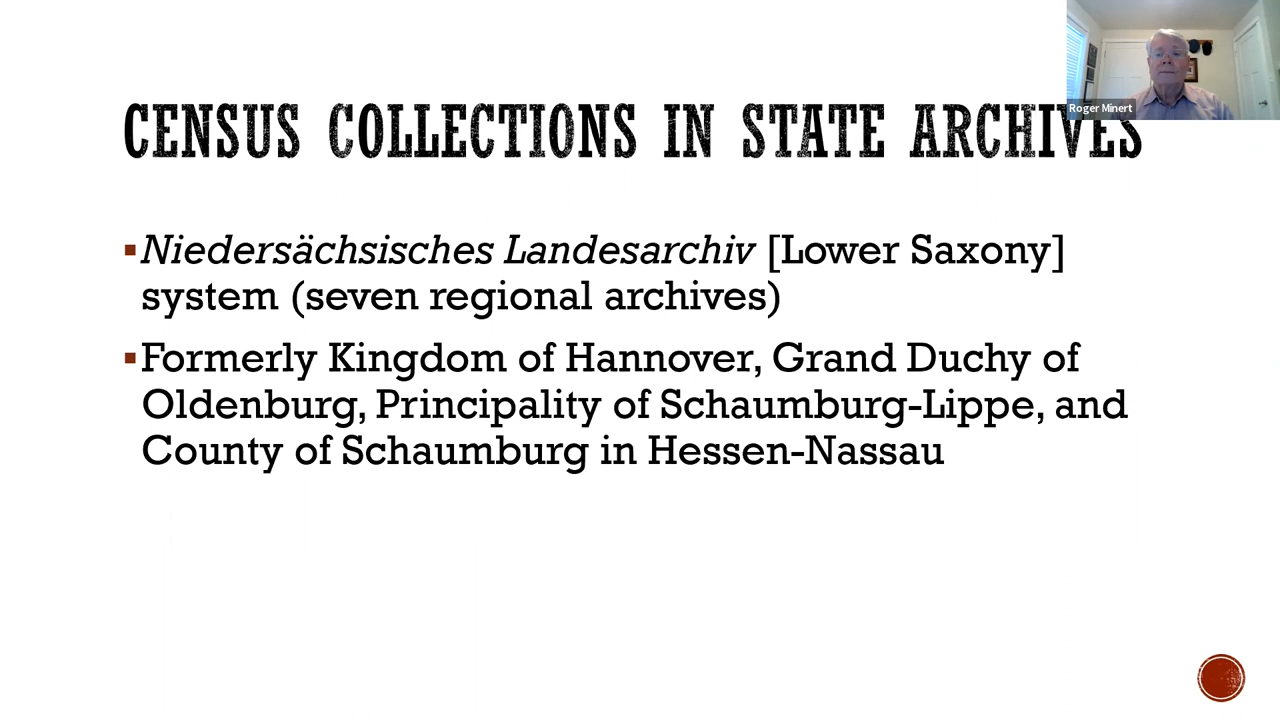 CENSUS COLLECTIONS IN STATE ARCHIVES
Roger Minert
▪Niedersächsisches Landesarchiv [Lower Saxony]
system (seven regional archives)
▪Formerly Kingdom of Hannover, Grand Duchy of
Oldenburg, Principality of Schaumburg-Lippe, and
County of Schaumburg in Hessen-Nassau